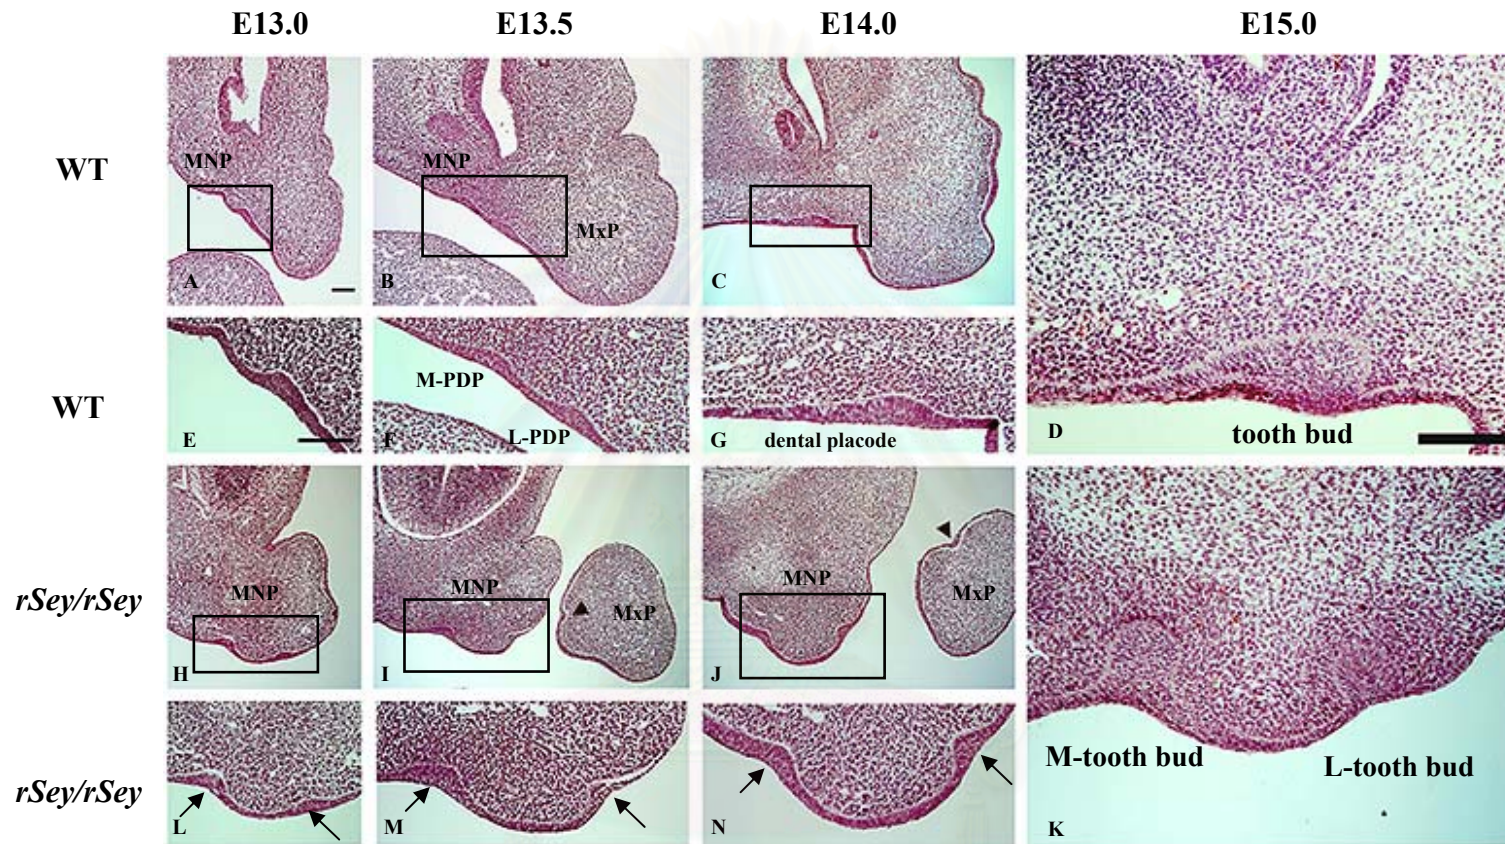 E13.0 E13.5 E14.0 E15.0
WT
MNP
A
MNP
MxP
B
C
WT
E
M-PDP
L-PDP
F
dental placode
G
D
tooth bud
rSey/rSey
MNP
H
MNP
MxP
I
MNP
MxP
J
rSey/rSey
L
M
N
M-tooth bud
L-tooth bud
K